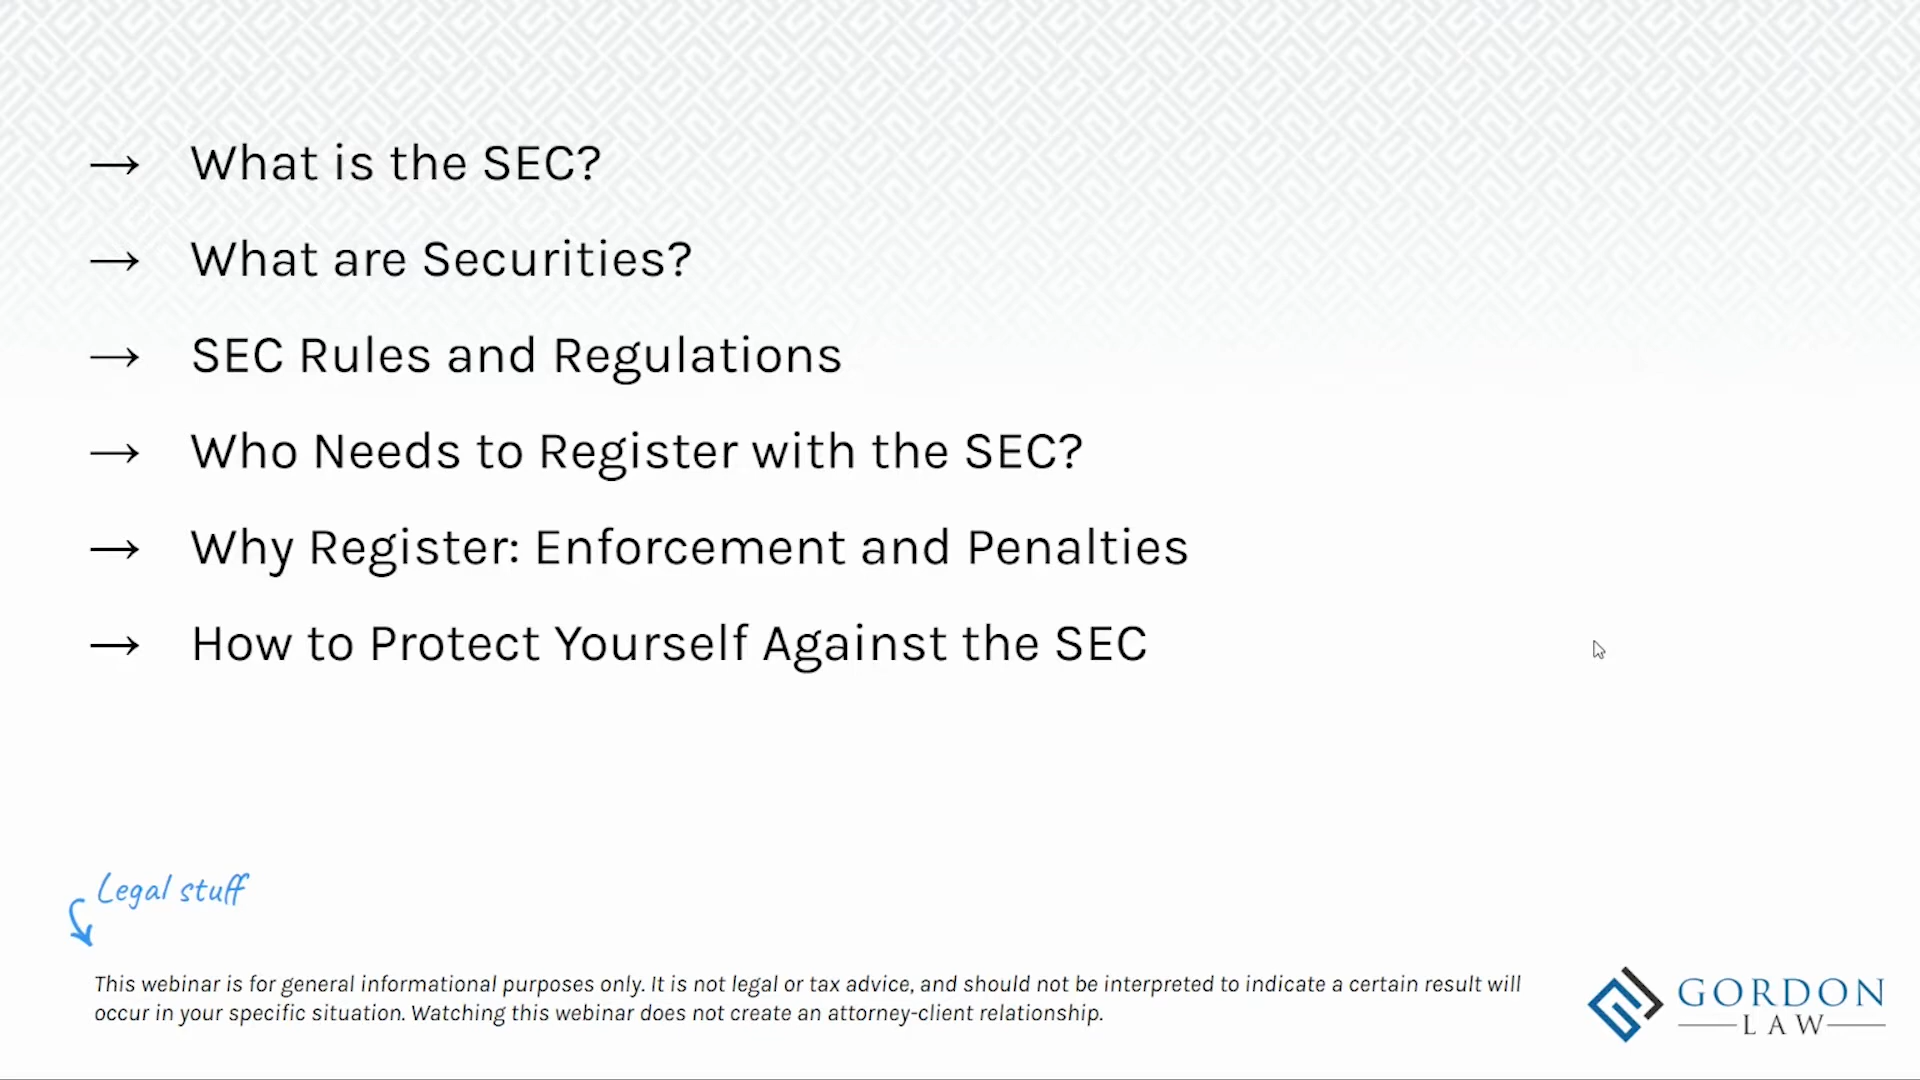 → What is the SEC?
→ What are Securities?
→ SEC Rules and Regulations
→ Who Needs to Register with the SEC?
→ Why Register: Enforcement and Penalties
→ How to Protect Yourself Against the SEC
Legal stuff
This webinar is for general informational purposes only. It is not legal or tax advice, and should not be interpreted to indicate a certain result will
occur in your specific situation. Watching this webinar does not create an attorney-client relationship.
GORDON
LAW